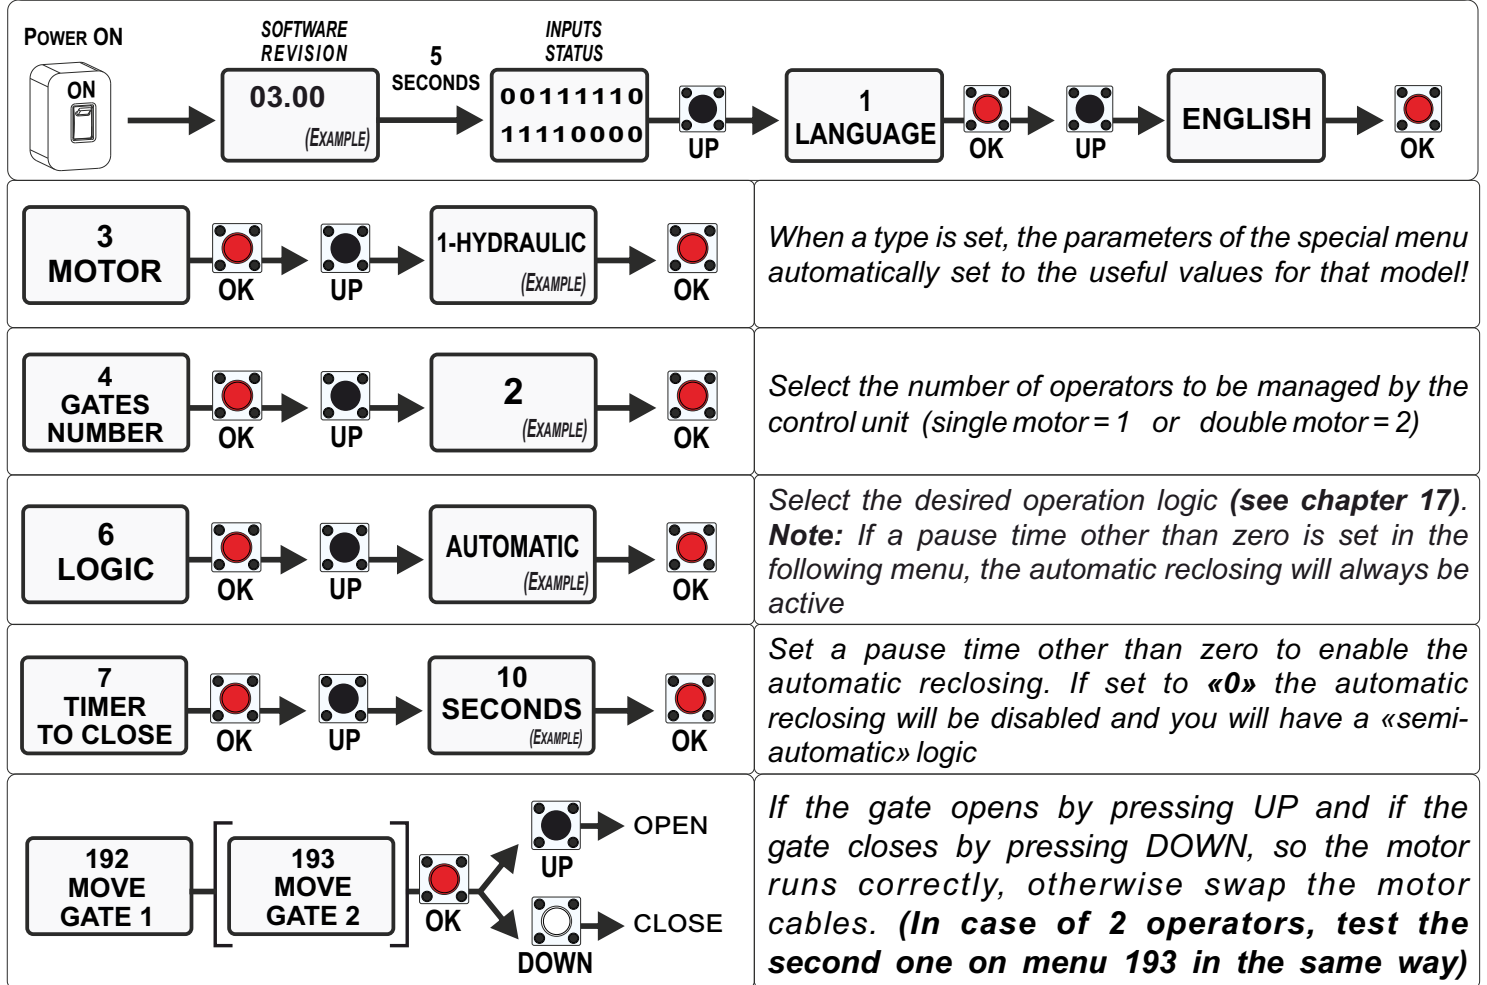 POWER ON
ON
SOFTWARE
REVISION
03.00
(EXAMPLE)
5
SECONDS
INPUTS
STATUS
00111110
11110000
UP
1
LANGUAGE
OK
UP
ENGLISH
OK
3
MOTOR
OK
UP
1-HYDRAULIC
(EXAMPLE)
OK
When a type is set, the parameters of the special menu
automatically set to the useful values for that model!
4
GATES
NUMBER
OK
UP
2
(EXAMPLE)
OK
Select the number of operators to be managed by the
control unit (single motor = 1 or double motor = 2)
6
LOGIC
OK
UP
AUTOMATIC
(EXAMPLE)
OK
Select the desired operation logic (see chapter 17).
Note: If a pause time other than zero is set in the
following menu, the automatic reclosing will always be
active
7
TIMER
TO CLOSE
OK
UP
10
SECONDS
(EXAMPLE)
OK
Set a pause time other than zero to enable the
automatic reclosing. If set to «0» the automatic
reclosing will be disabled and you will have a «semi-
automatic» logic
192
MOVE
GATE 1
193
MOVE
GATE 2
OK
UP
OPEN
DOWN
CLOSE
If the gate opens by pressing UP and if the
gate closes by pressing DOWN, so the motor
runs correctly, otherwise swap the motor
cables. (In case of 2 operators, test the
second one on menu 193 in the same way)